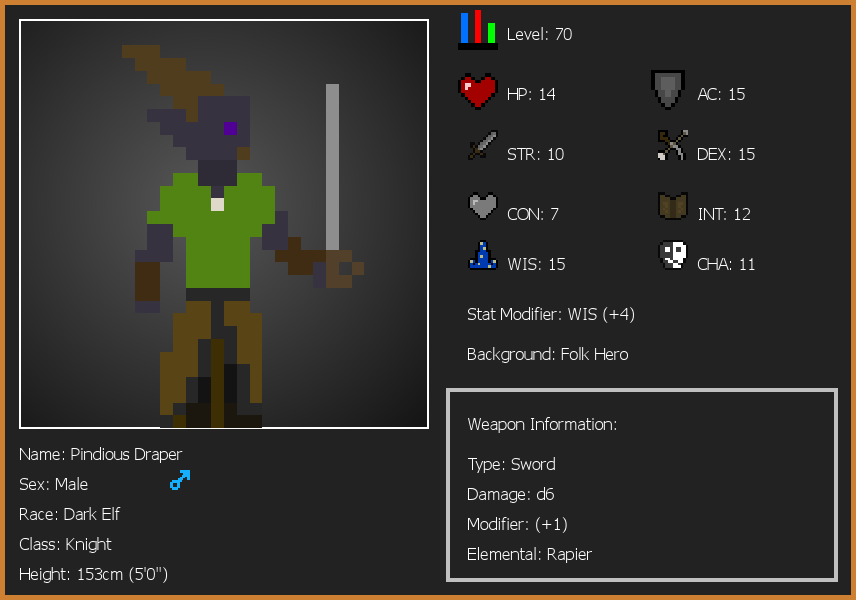 Level: 70
HP: 14
AC: 15
STR: 10
DEX: 15
CON: 7
INT: 12
WIS: 15
CHA: 11
Stat Modifier: WIS (+4)
Background: Folk Hero
Weapon Information:
Type: Sword
Damage: d6
Modifier: (+1)
Elemental: Rapier
Name: Pindious Draper
Sex: Male
Race: Dark Elf
Class: Knight
Height: 153cm (5'0")